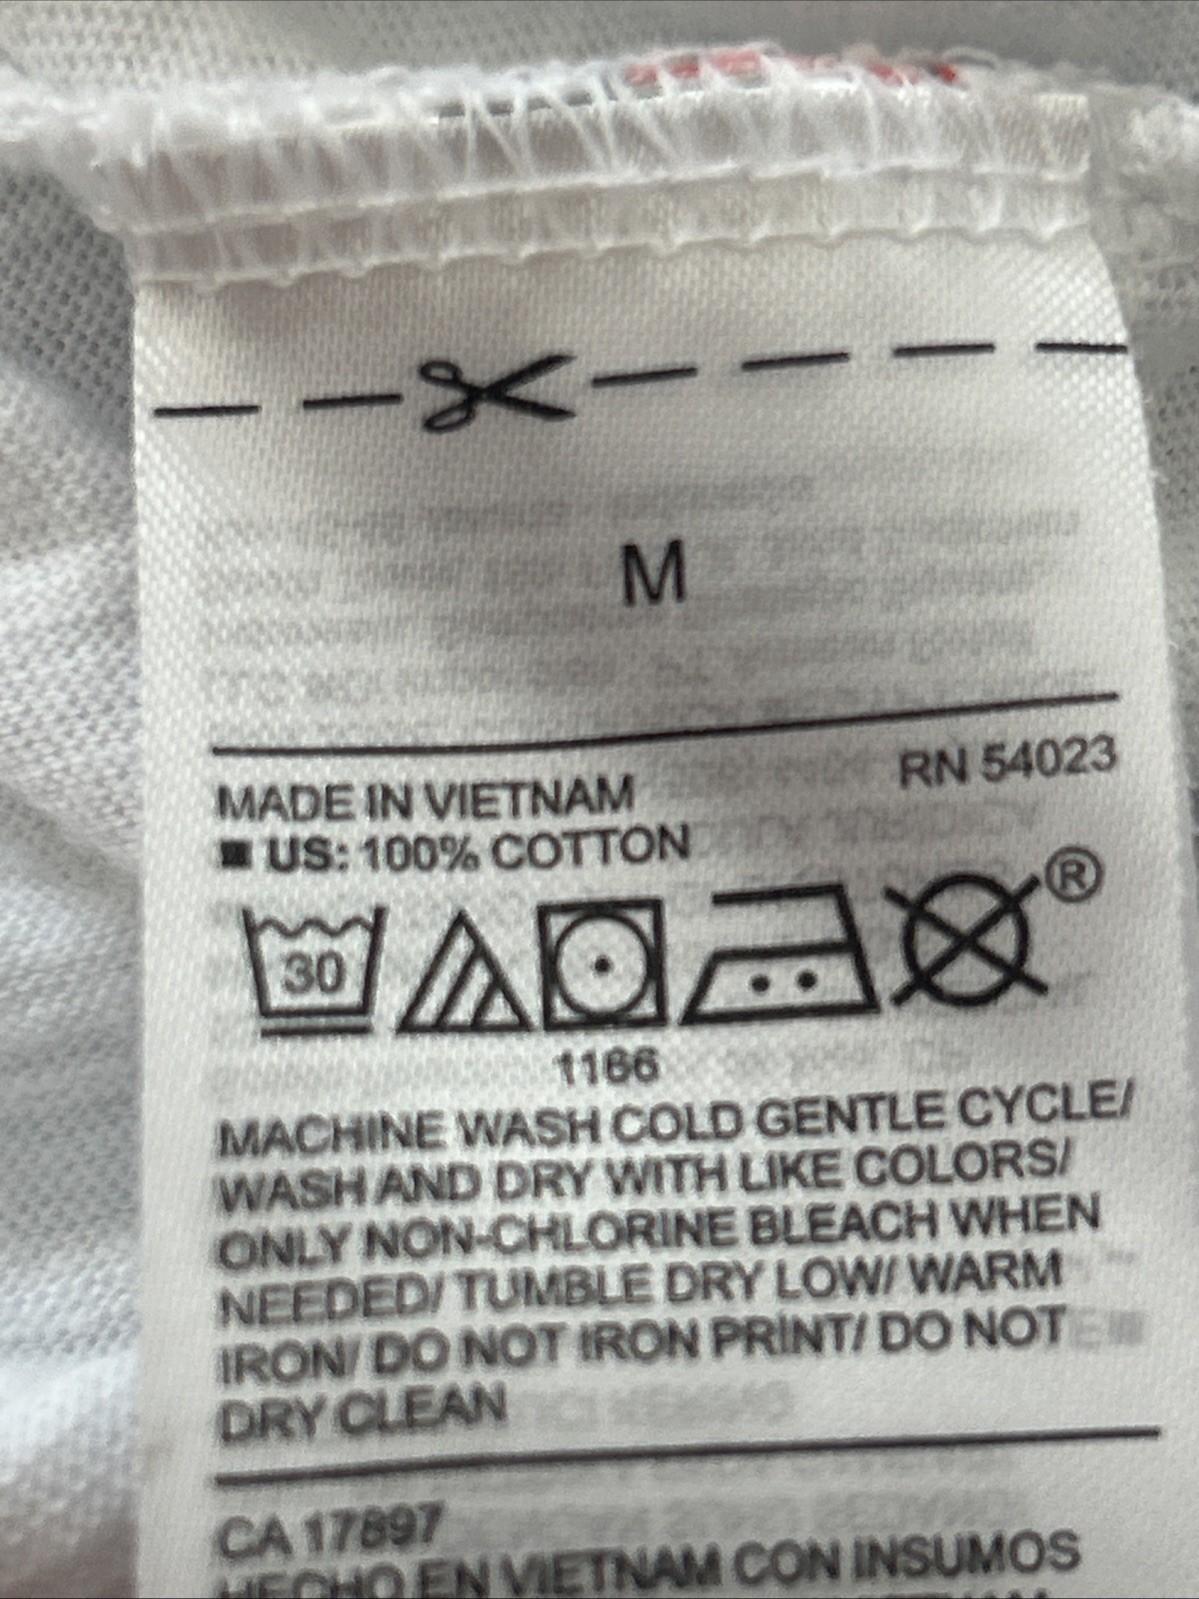 M
RN 54023
MADE IN VIETNAM
US: 100% COTTON
30
®
1166
MACHINE WASH COLD GENTLE CYCLE/
WASH AND DRY WITH LIKE COLORS/
ONLY NON-CHLORINE BLEACH WHEN
NEEDED/ TUMBLE DRY LOW/ WARM
IRON/ DO NOT IRON PRINT/ DO NOT
DRY CLEAN
CA 17897
HECHO EN VIETNAM CON INSUMOS